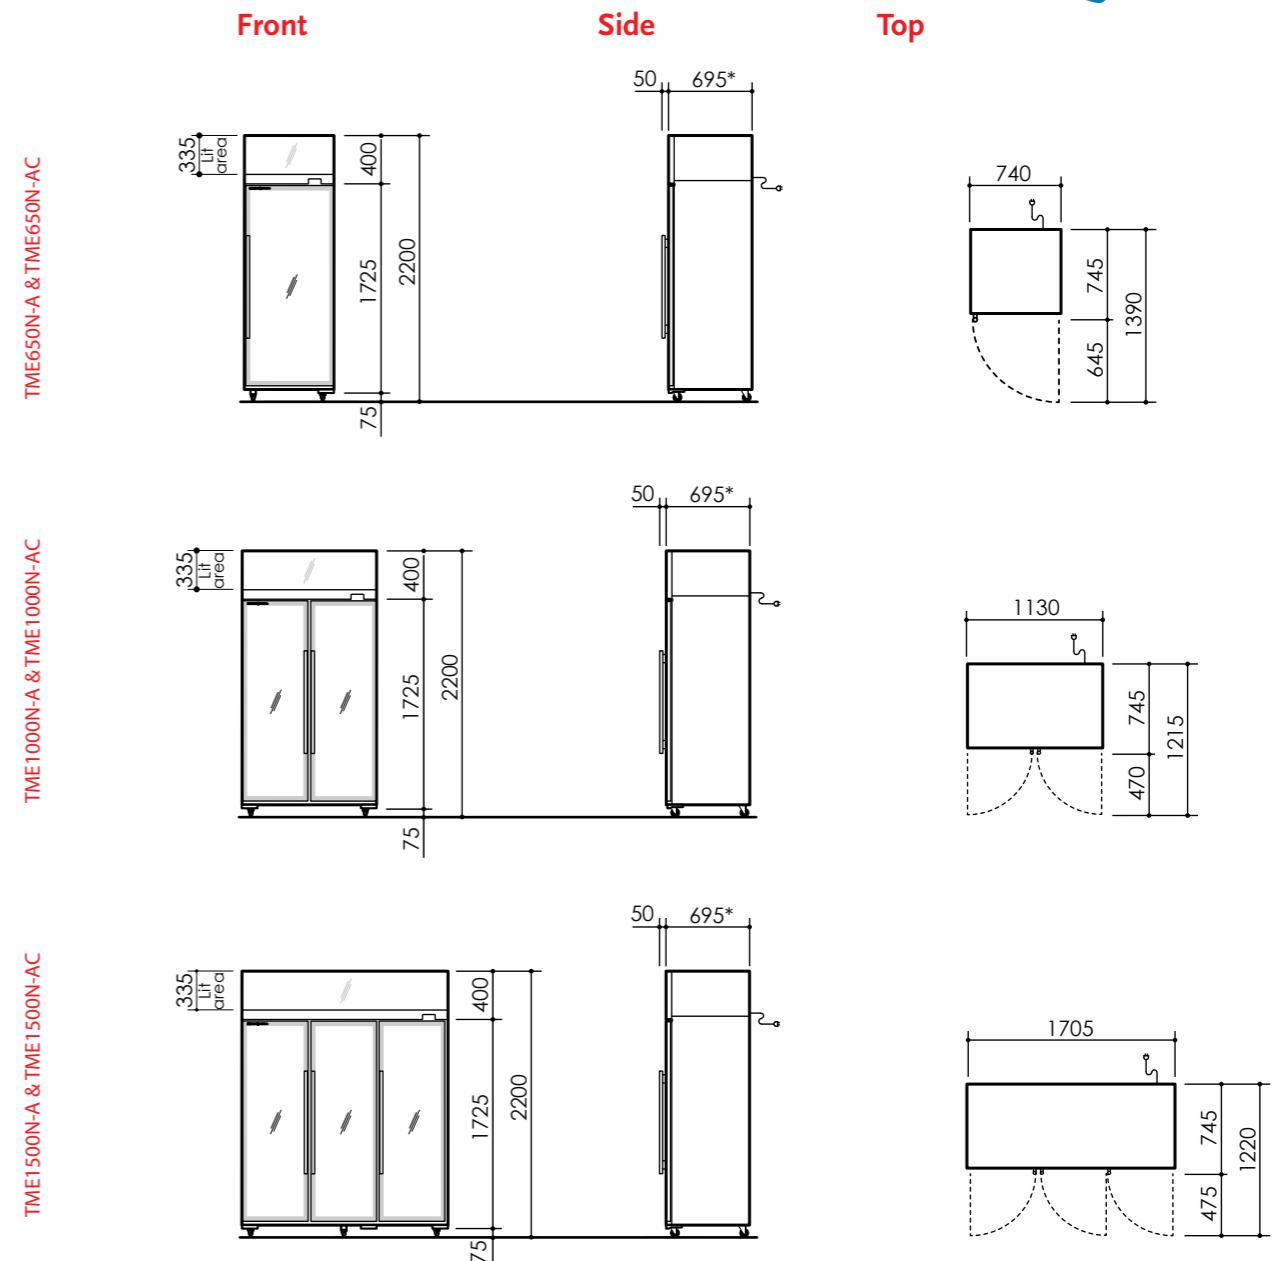 Front
Side
Top
TME650N-A & TME650N-AC
335
Lit
area
400
1725
2200
75
50
695*
740
745
645
1390
TME1000N-A & TME1000N-AC
335
Lit
area
400
1725
2200
75
50
695*
1130
745
470
1215
TME1500N-A & TME1500N-AC
335
Lit
area
400
1725
2200
75
50
695*
1705
745
475
1220